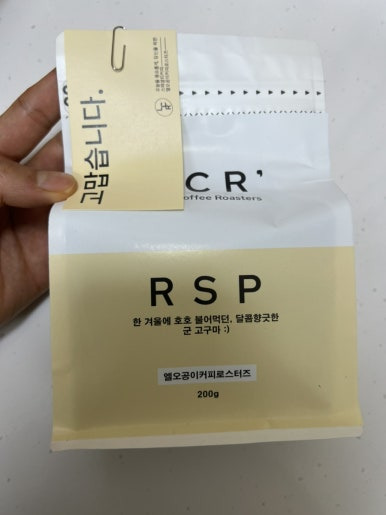 고맙습니다.
CR’
offee Roasters
RSP
한 겨울에 호호 불어먹던, 달콤향긋한
군 고구마 :)
엘오공이커피로스터즈
200g